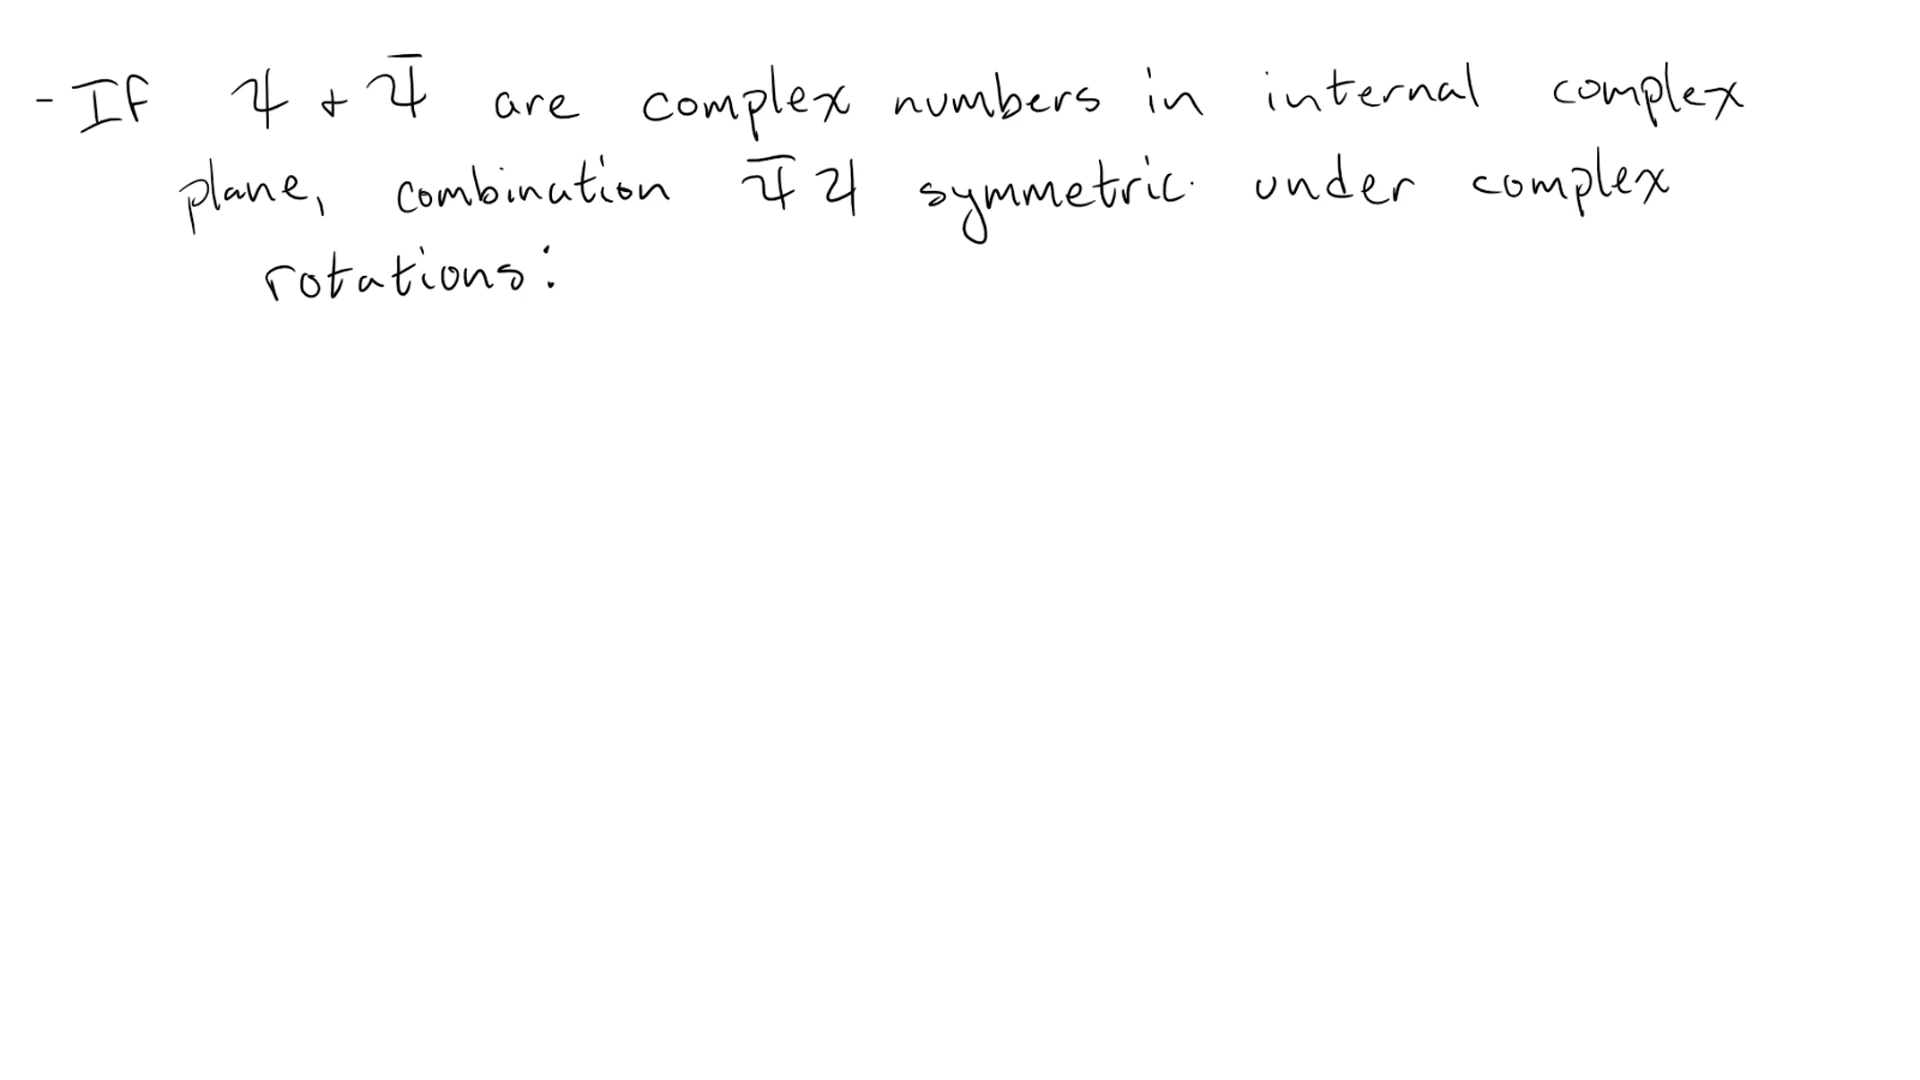 - If ψ + ψ̄ are complex numbers in internal complex
plane, combination ψ̄ ψ symmetric under complex
rotations: